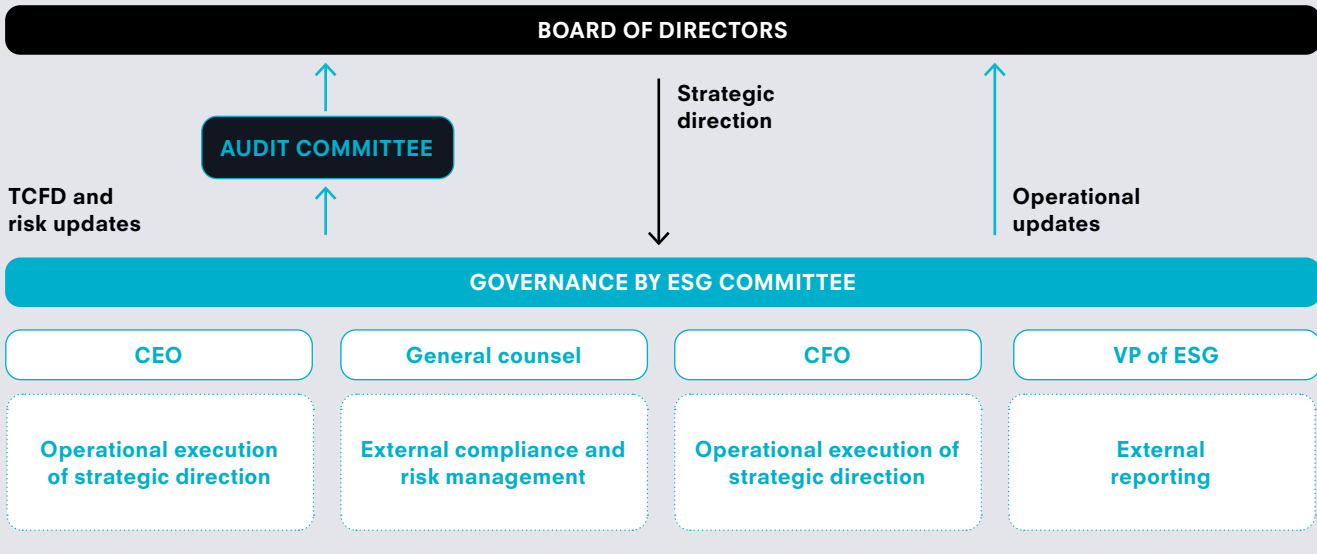 BOARD OF DIRECTORS
Strategic
direction
AUDIT COMMITTEE
TCFD and
risk updates
Operational
updates
GOVERNANCE BY ESG COMMITTEE
CEO
General counsel
CFO
VP of ESG
Operational execution
of strategic direction
External compliance and
risk management
Operational execution of
strategic direction
External
reporting